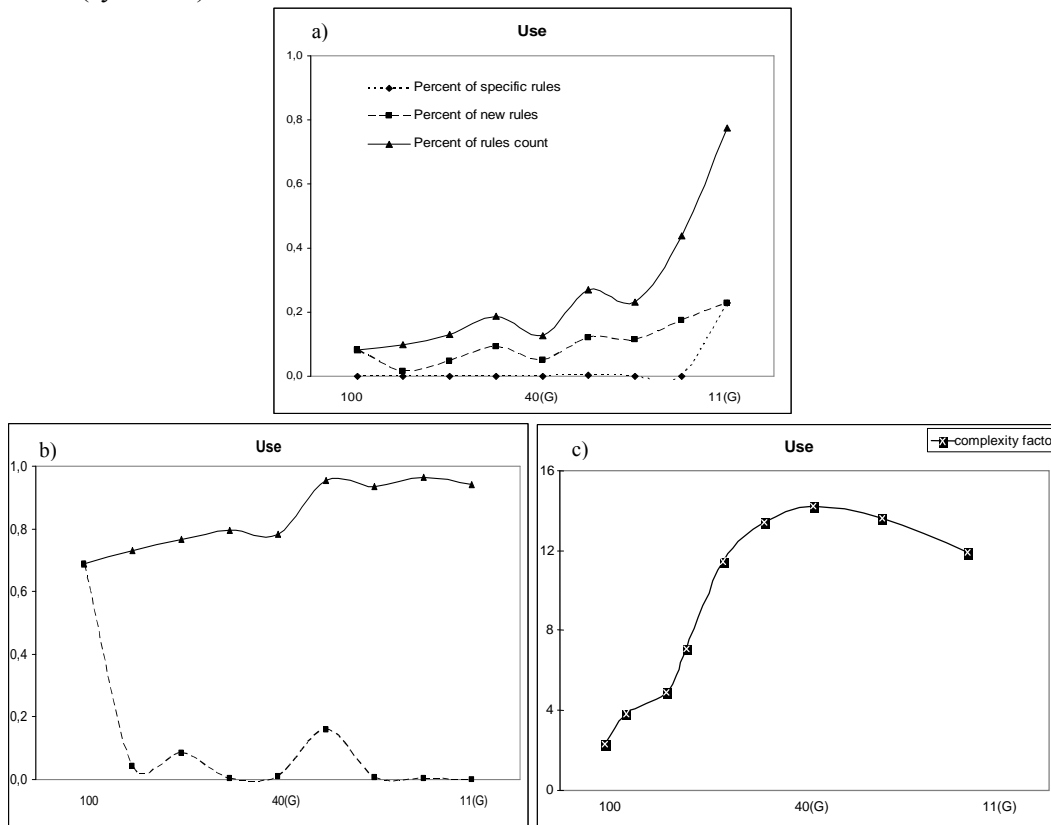 a)
Use
1,0
Percent of specific rules
Percent of new rules
0,8
Percent of rules count
0,6
0,4
0,2
0,0
100 40(G) 11(G)
b)
Use
1,0
0,8
0,6
0,4
0,2
0,0
100 40(G) 11(G)
c)
Use
complexity facto
16
12
8
4
0
100 40(G) 11(G)